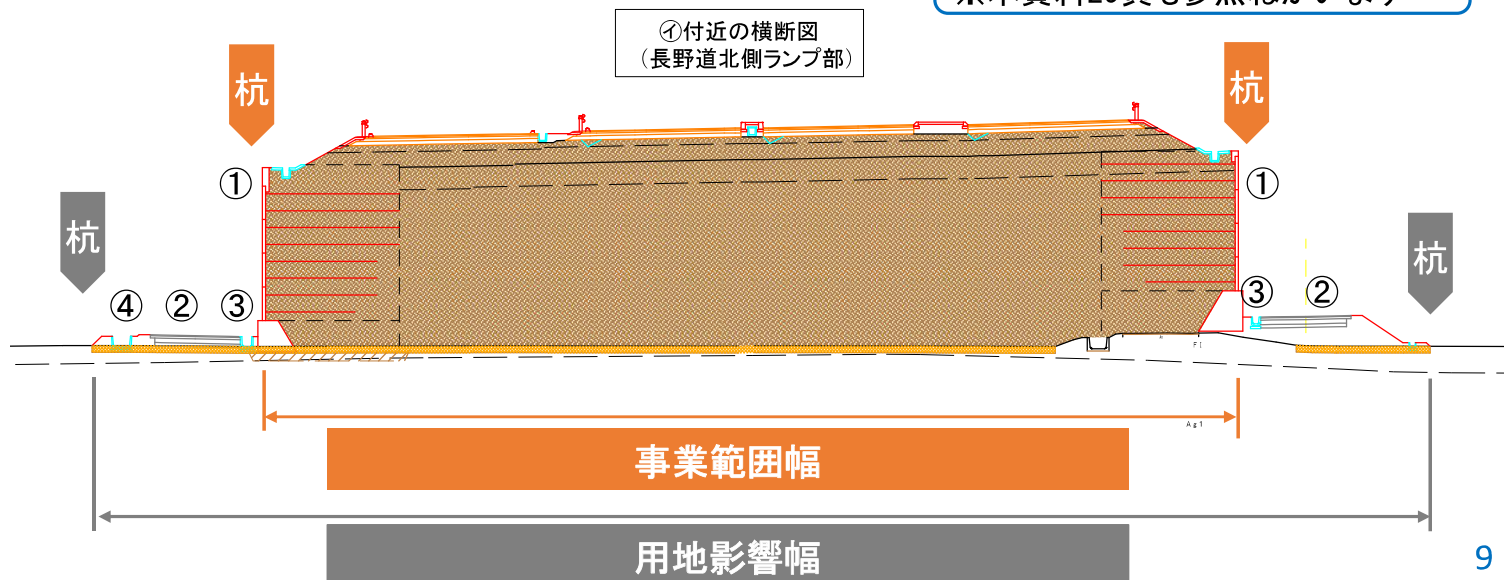 ㋑付近の横断図
（長野道北側ランプ部）
杭
杭
①
①
杭
杭
④
②
③
③
②
F1
Ag1
事業範囲幅
用地影響幅
9